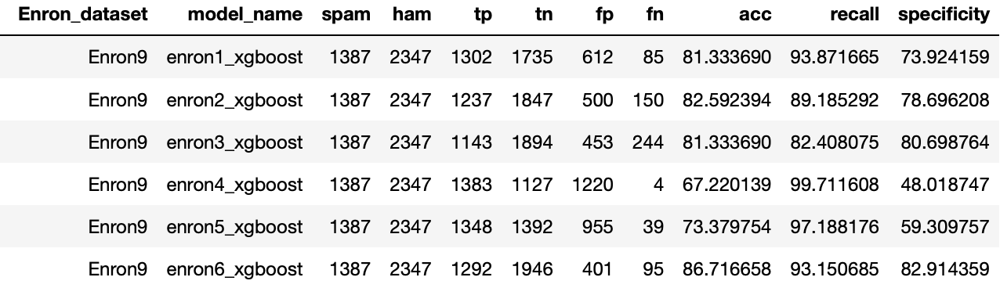 Enron_dataset model_name spam ham tp tn fp fn acc recall specificity
Enron9 enron1_xgboost 1387 2347 1302 1735 612 85 81.333690 93.871665 73.924159
Enron9 enron2_xgboost 1387 2347 1237 1847 500 150 82.592394 89.185292 78.696208
Enron9 enron3_xgboost 1387 2347 1143 1894 453 244 81.333690 82.408075 80.698764
Enron9 enron4_xgboost 1387 2347 1383 1127 1220 4 67.220139 99.711608 48.018747
Enron9 enron5_xgboost 1387 2347 1348 1392 955 39 73.379754 97.188176 59.309757
Enron9 enron6_xgboost 1387 2347 1292 1946 401 95 86.716658 93.150685 82.914359